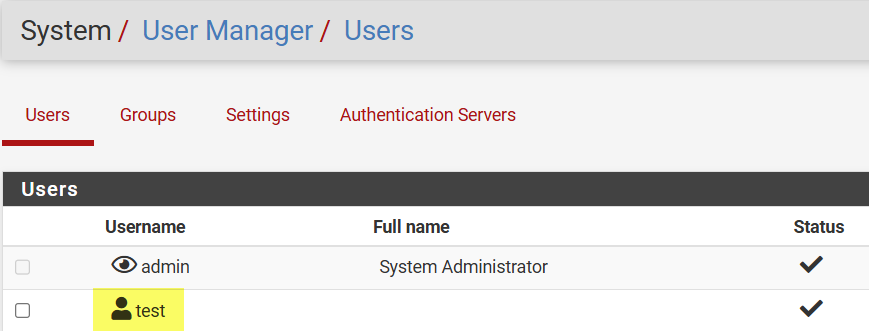 System / User Manager / Users
Users Groups Settings Authentication Servers
Users
Username Full name Status
admin System Administrator
test